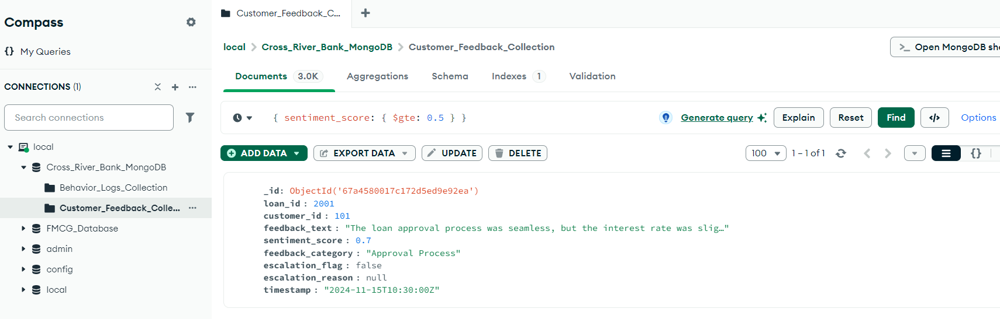 Compass
My Queries
CONNECTIONS (1)
Search connections
local
Cross_River_Bank_MongoDB
Behavior_Logs_Collection
Customer_Feedback_Colle...
FMCG_Database
admin
config
local
Customer_Feedback_C...
local > Cross_River_Bank_MongoDB > Customer_Feedback_Collection
>_ Open MongoDB she
Documents 3.0K Aggregations Schema Indexes 1 Validation
{ sentiment_score: { $gte: 0.5 } }
Generate query Explain Reset Find </> Options
ADD DATA EXPORT DATA UPDATE DELETE
100 1 – 1 of 1 {}
_id: ObjectId('67a4580017c172d5ed9e92ea')
loan_id : 2001
customer_id : 101
feedback_text : "The loan approval process was seamless, but the interest rate was slig…"
sentiment_score : 0.7
feedback_category : "Approval Process"
escalation_flag : false
escalation_reason : null
timestamp : "2024-11-15T10:30:00Z"